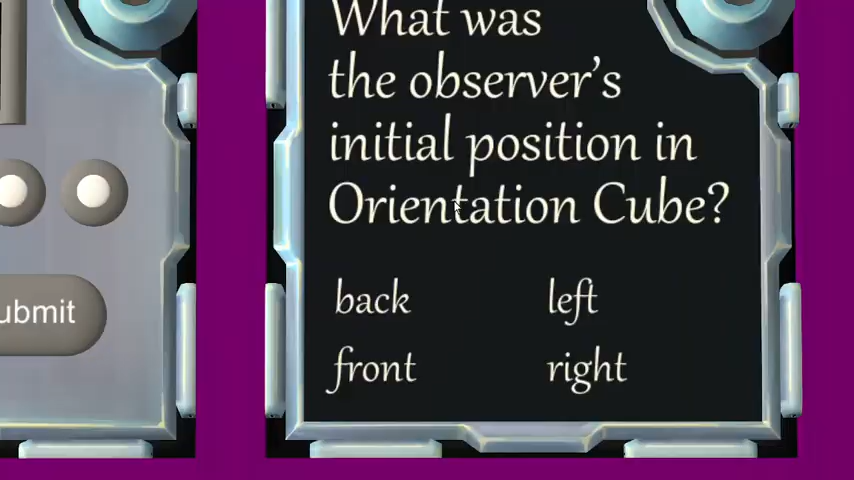 What was
the observer's
initial position in
Orientation Cube?
back left
front right
ubmit